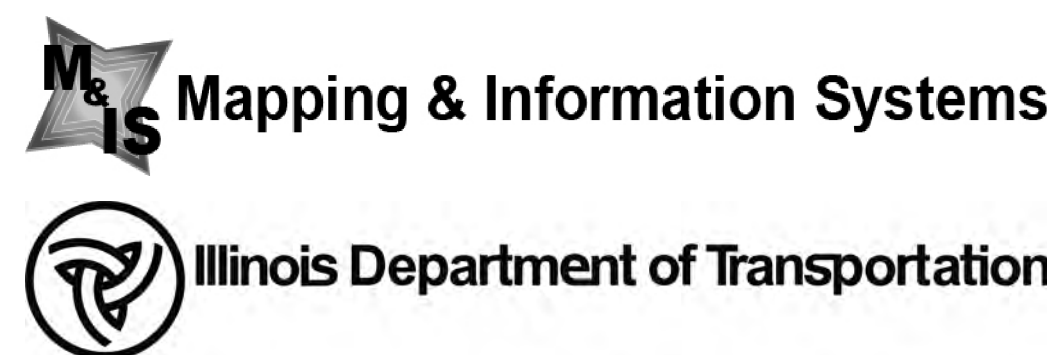 M
&
IS
Mapping & Information Systems
Illinois Department of Transportation